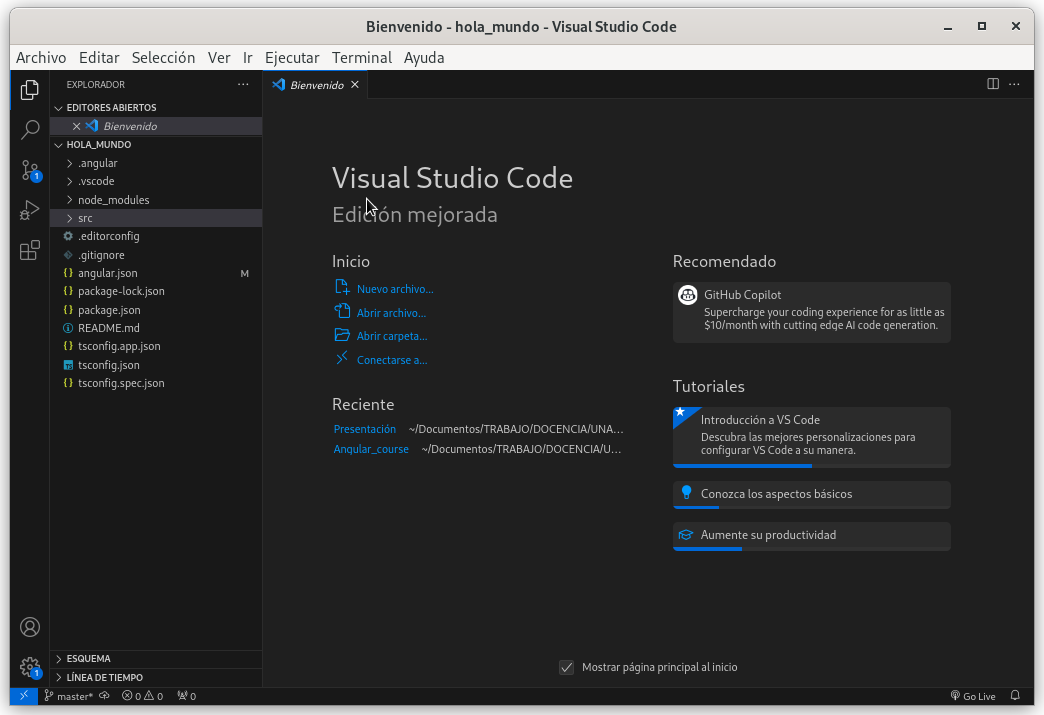 Bienvenido - hola_mundo - Visual Studio Code
Archivo Editar Selección Ver Ir Ejecutar Terminal Ayuda
EXPLORADOR
EDITORES ABIERTOS
Bienvenido
HOLA_MUNDO
.angular
.vscode
node_modules
src
.editorconfig
.gitignore
angular.json M
package-lock.json
package.json
README.md
tsconfig.app.json
tsconfig.json
tsconfig.spec.json
ESQUEMA
LÍNEA DE TIEMPO
1
1
Bienvenido
Visual Studio Code
Edición mejorada
Inicio
Nuevo archivo...
Abrir archivo...
Abrir carpeta...
Conectarse a...
Reciente
Presentación ~/Documentos/TRABAJO/DOCENCIA/UNA...
Angular_course ~/Documentos/TRABAJO/DOCENCIA/U...
Recomendado
GitHub Copilot
Supercharge your coding experience for as little as
$10/month with cutting edge AI code generation.
Tutoriales
Introducción a VS Code
Descubra las mejores personalizaciones para
configurar VS Code a su manera.
Conozca los aspectos básicos
Aumente su productividad
Mostrar página principal al inicio
master* 0 0 0 Go Live